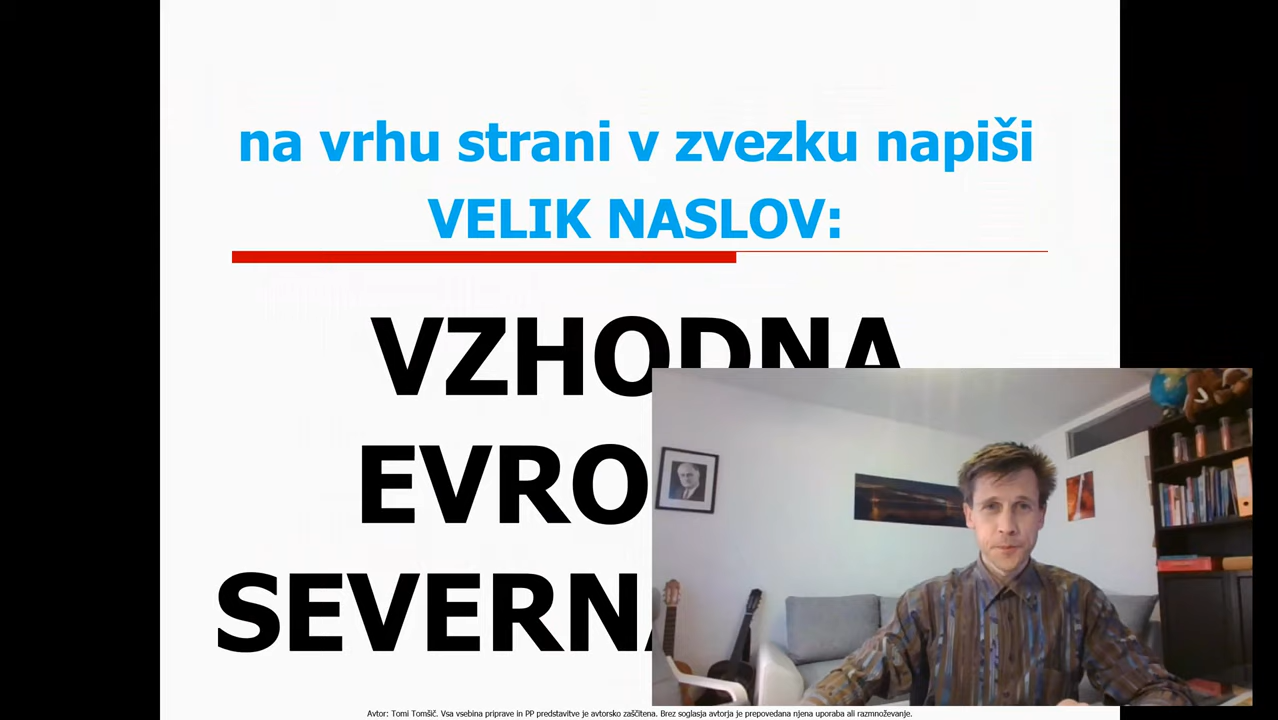 na vrhu strani v zvezku napiši
VELIK NASLOV:
VZHODNA
EVRO
SEVERNA
Avtor: Tomi Tomšič. Vsa vsebina priprave in PP predstavitve je avtorsko zaščitena. Brez soglasja avtorja je prepovedana njena uporaba ali razmnoževanje.